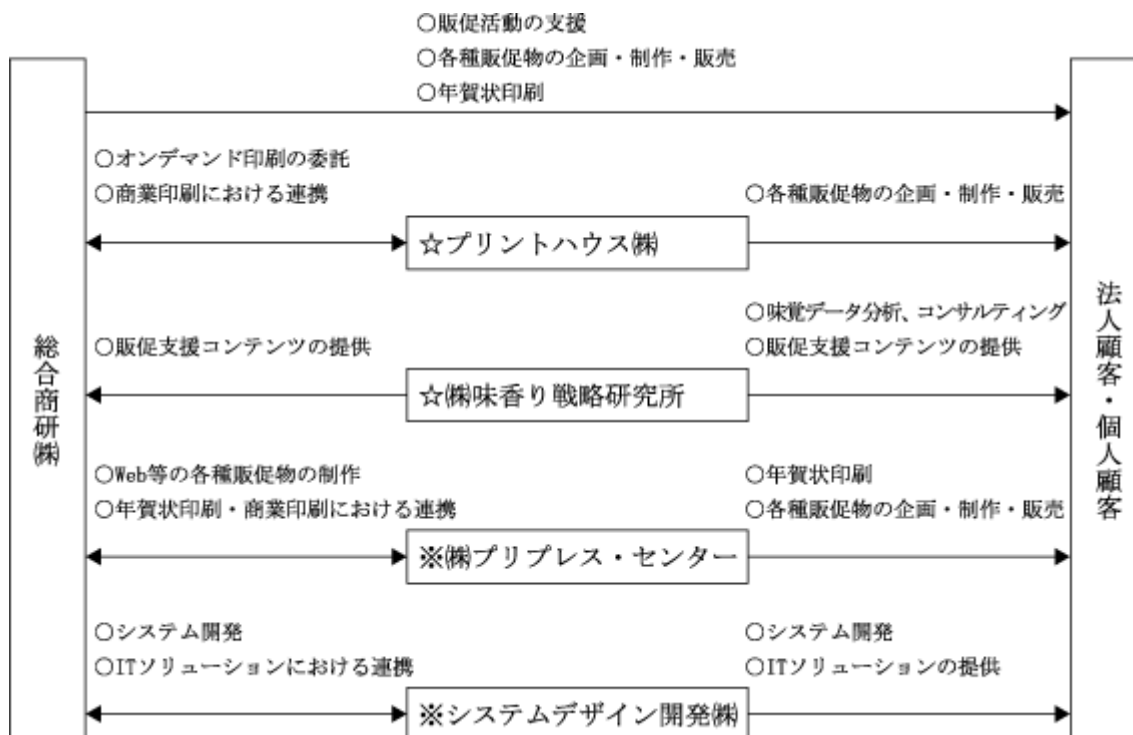 ○販促活動の支援
○各種販促物の企画・制作・販売
○年賀状印刷
総合商研㈱
法人顧客・個人顧客
○オンデマンド印刷の委託
○商業印刷における連携
○各種販促物の企画・制作・販売
☆プリントハウス㈱
○味覚データ分析、コンサルティング
○販促支援コンテンツの提供
○販促支援コンテンツの提供
☆㈱味香り戦略研究所
○Web等の各種販促物の制作
○年賀状印刷
○年賀状印刷・商業印刷における連携
○各種販促物の企画・制作・販売
※㈱プリプレス・センター
○システム開発
○システム開発
○ITソリューションにおける連携
○ITソリューションの提供
※システムデザイン開発㈱